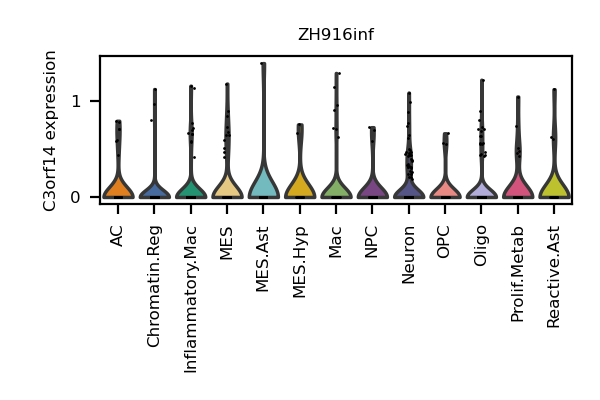 ZH916inf
C3orf14 expression
1
0
AC
Chromatin.Reg
Inflammatory.Mac
MES
MES.Ast
MES.Hyp
Mac
NPC
Neuron
OPC
Oligo
Prolif.Metab
Reactive.Ast